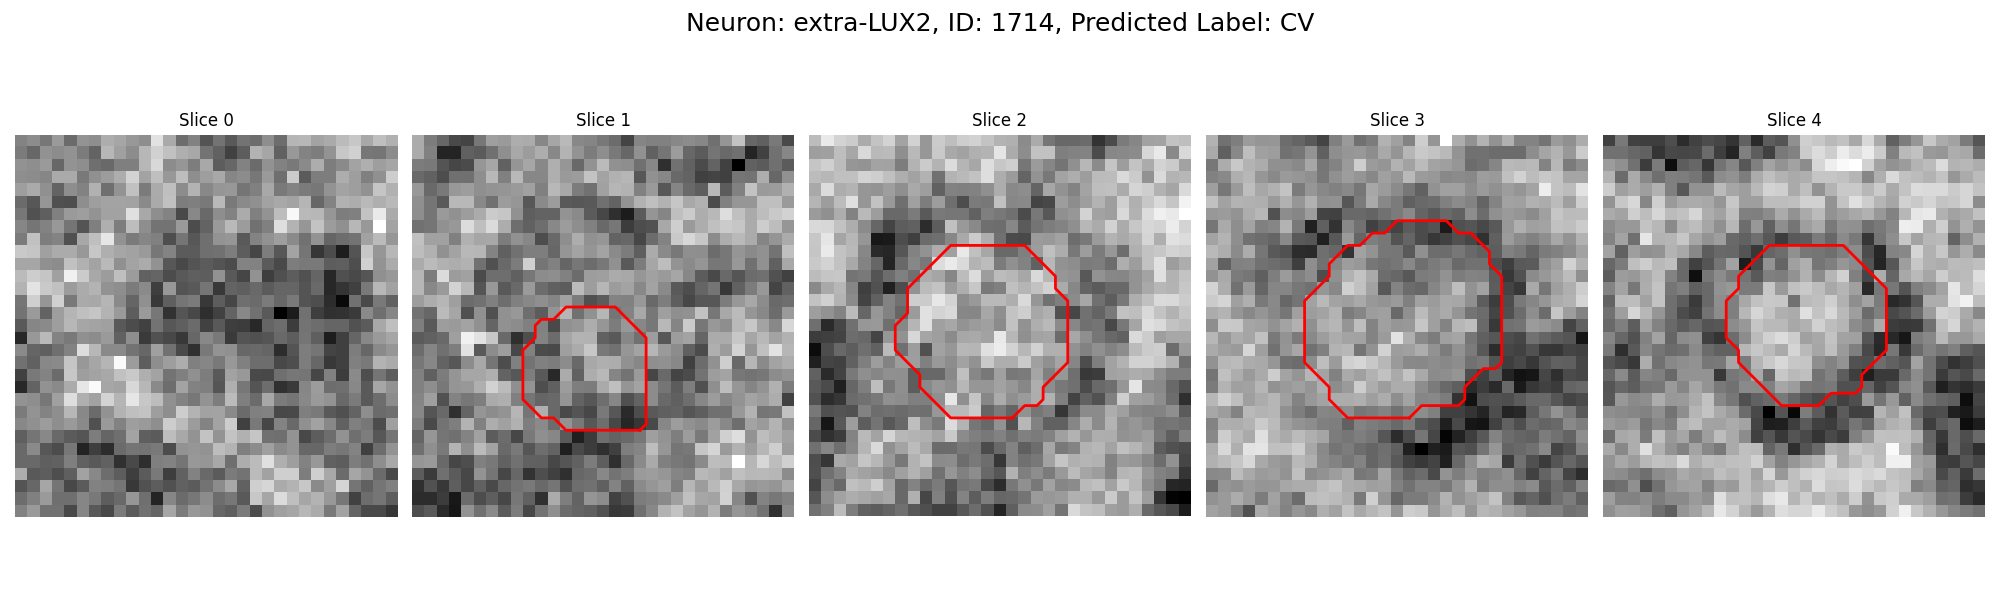 Neuron: extra-LUX2, ID: 1714, Predicted Label: CV
Slice 0
Slice 1
Slice 2
Slice 3
Slice 4